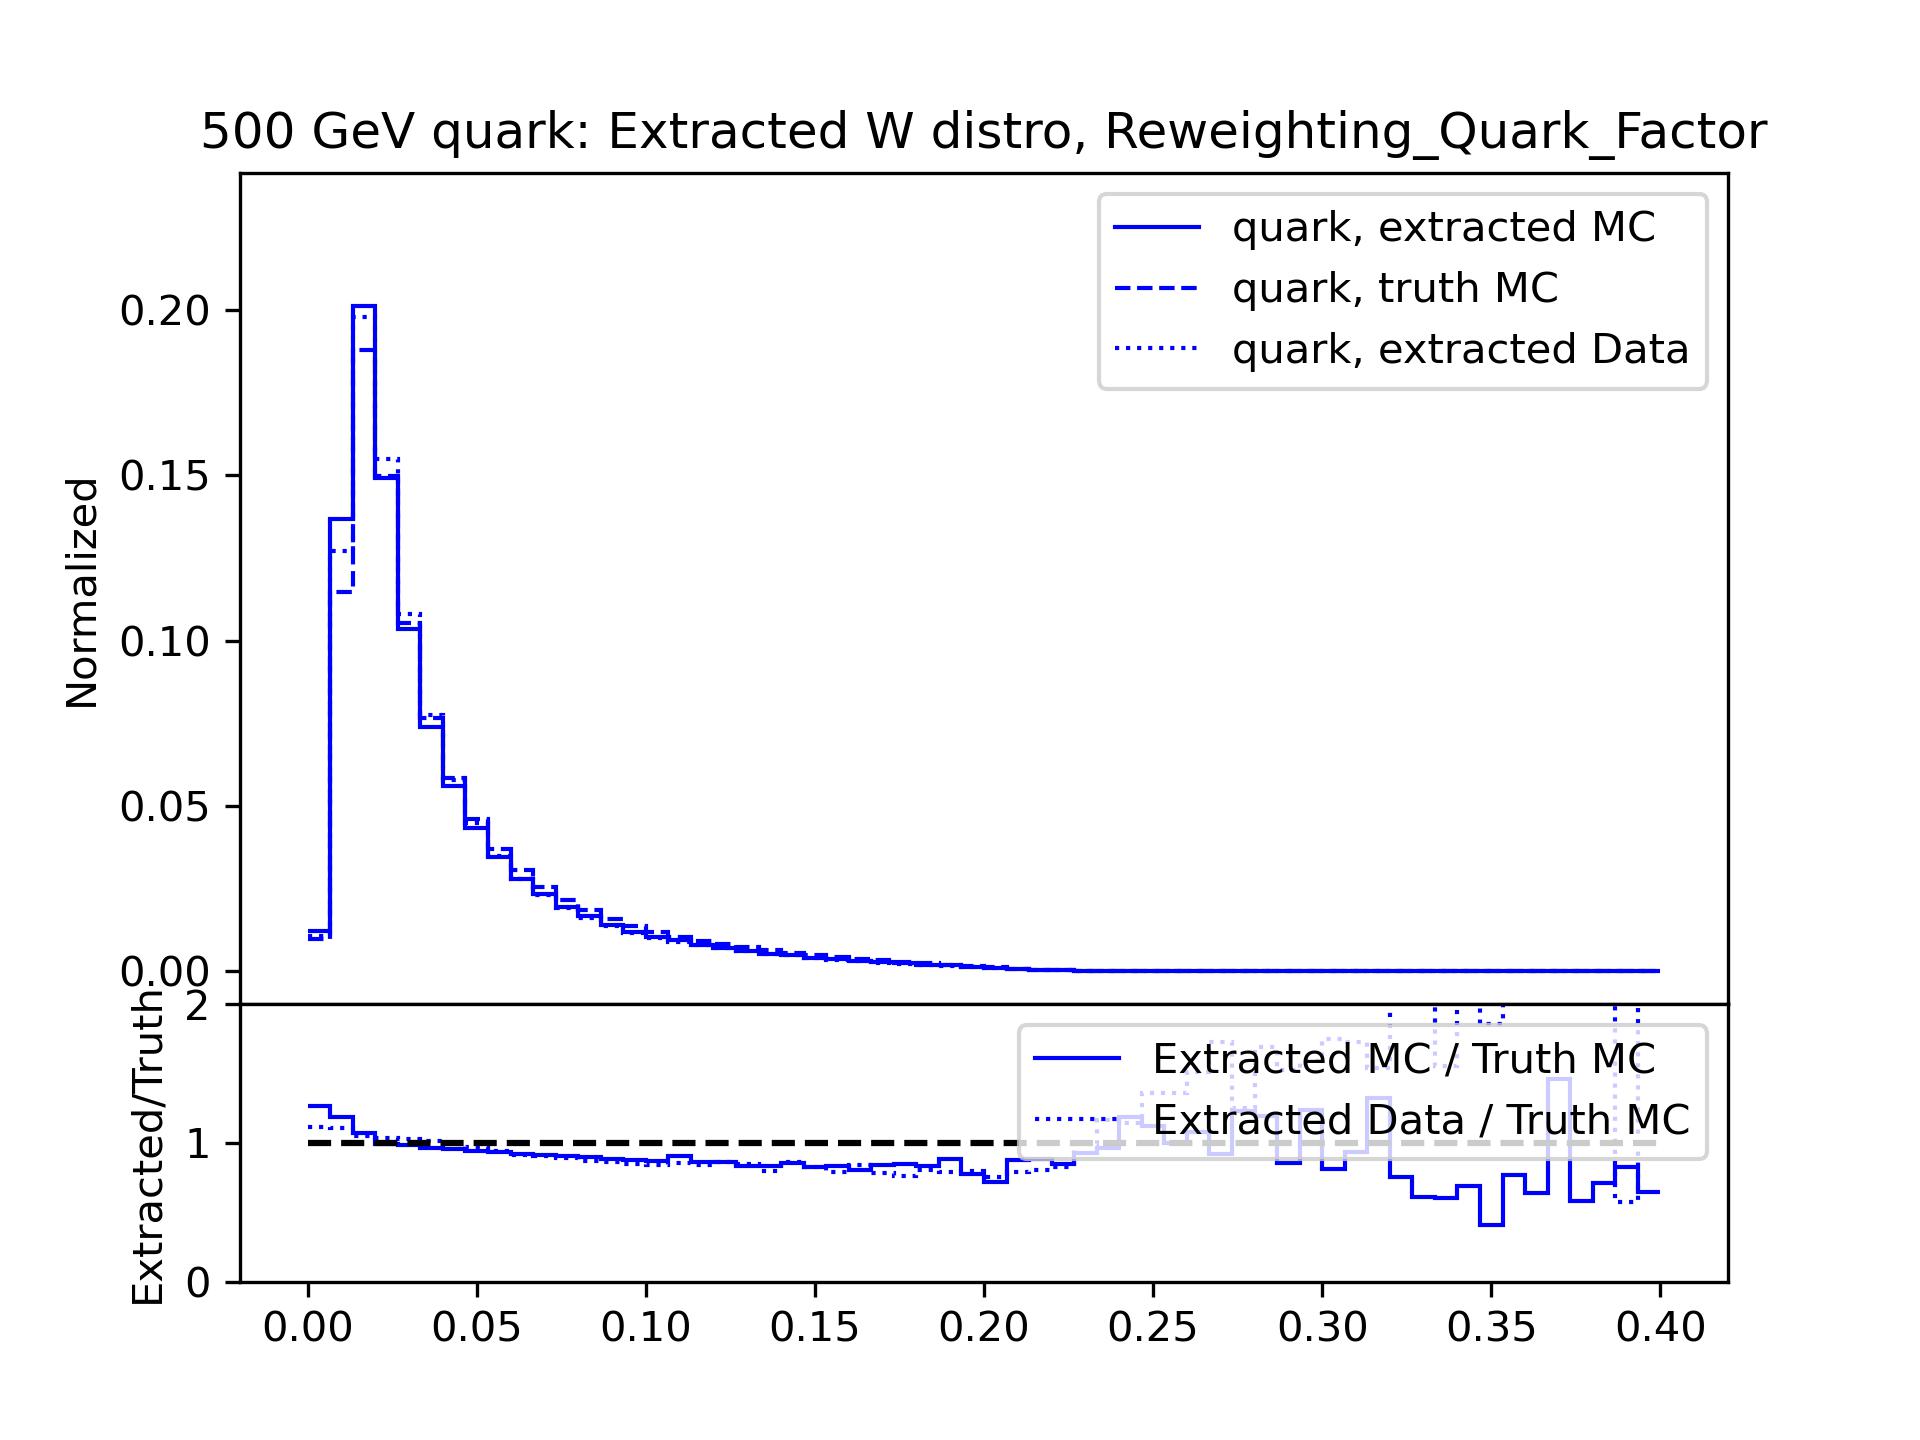 500 GeV quark: Extracted W distro, Reweighting_Quark_Factor
quark, extracted MC
quark, truth MC
quark, extracted Data
Normalized
0.20
0.15
0.10
0.05
0.00
Extracted/Truth
2
1
0
Extracted MC / Truth MC
Extracted Data / Truth MC
0.00 0.05 0.10 0.15 0.20 0.25 0.30 0.35 0.40